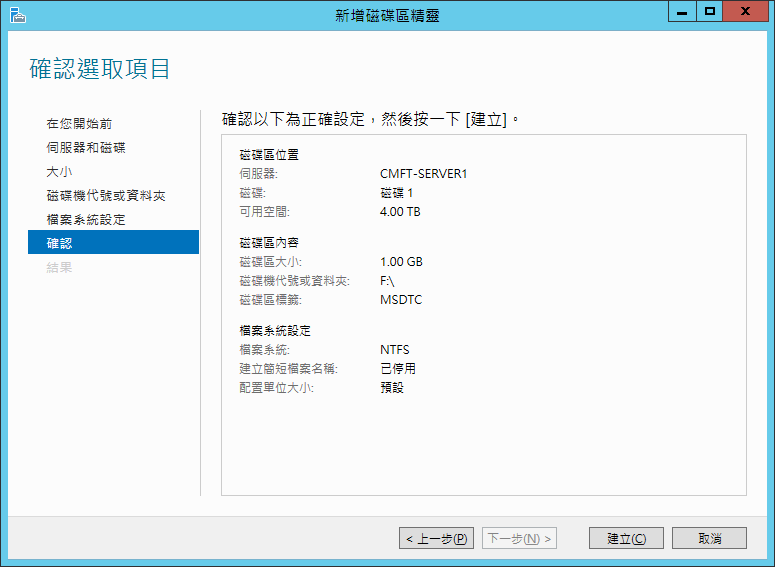 新增磁碟區精靈
確認選取項目
在您開始前
伺服器和磁碟
大小
磁碟機代號或資料夾
檔案系統設定
確認
結果
確認以下為正確設定，然後按一下 [建立]。
磁碟區位置
伺服器: CMFT-SERVER1
磁碟: 磁碟 1
可用空間: 4.00 TB
磁碟區內容
磁碟區大小: 1.00 GB
磁碟機代號或資料夾: F:\
磁碟區標籤: MSDTC
檔案系統設定
檔案系統: NTFS
建立簡短檔案名稱: 已停用
配置單位大小: 預設
< 上一步(P) 下一步(N) > 建立(C) 取消